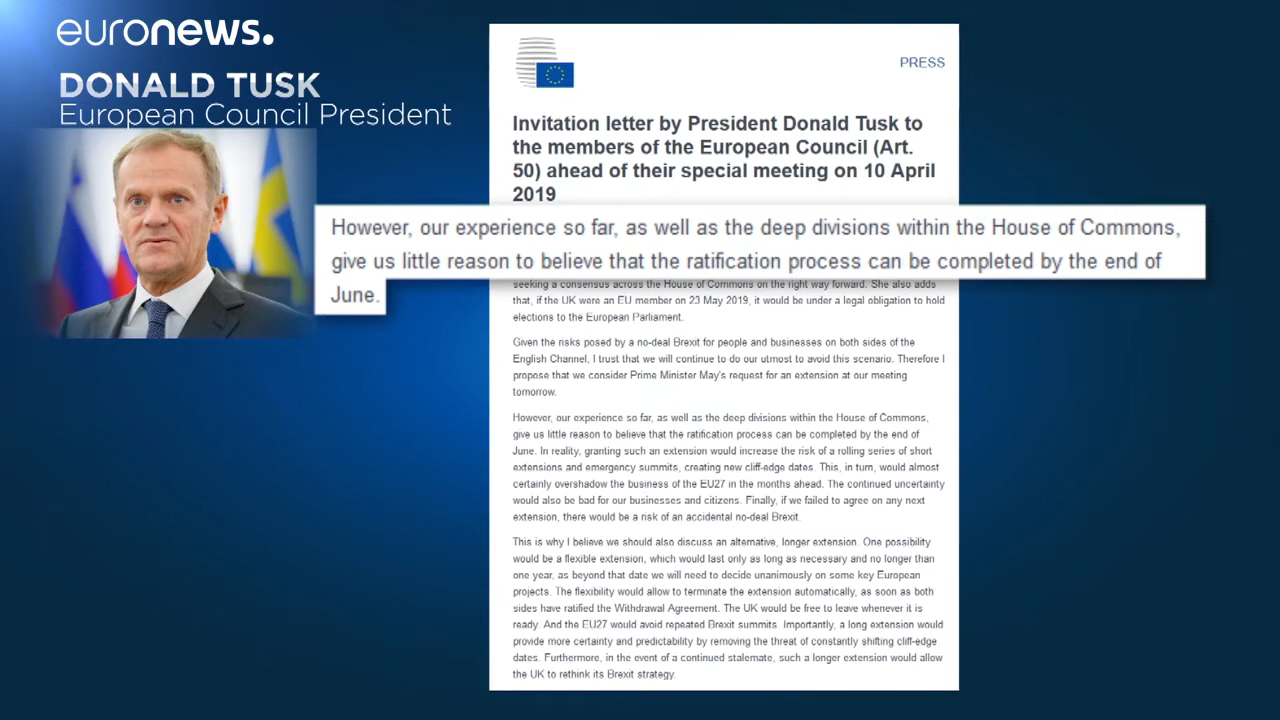 euronews.
DONALD TUSK
European Council President
PRESS
Invitation letter by President Donald Tusk to
the members of the European Council (Art.
50) ahead of their special meeting on 10 April
2019
However, our experience so far, as well as the deep divisions within the House of Commons,
give us little reason to believe that the ratification process can be completed by the end of
June.
seeking a consensus across the House of Commons on the right way forward. She also adds
that, if the UK were an EU member on 23 May 2019, it would be under a legal obligation to hold
elections to the European Parliament.
Given the risks posed by a no-deal Brexit for people and businesses on both sides of the
English Channel, I trust that we will continue to do our utmost to avoid this scenario. Therefore I
propose that we consider Prime Minister May's request for an extension at our meeting
tomorrow.
However, our experience so far, as well as the deep divisions within the House of Commons,
give us little reason to believe that the ratification process can be completed by the end of
June. In reality, granting such an extension would increase the risk of a rolling series of short
extensions and emergency summits, creating new cliff-edge dates. This, in turn, would almost
certainly overshadow the business of the EU27 in the months ahead. The continued uncertainty
would also be bad for our businesses and citizens. Finally, if we failed to agree on any next
extension, there would be a risk of an accidental no-deal Brexit.
This is why I believe we should also discuss an alternative, longer extension. One possibility
would be a flexible extension, which would last only as long as necessary and no longer than
one year, as beyond that date we will need to decide unanimously on some key European
projects. The flexibility would allow to terminate the extension automatically, as soon as both
sides have ratified the Withdrawal Agreement. The UK would be free to leave whenever it is
ready. And the EU27 would avoid repeated Brexit summits. Importantly, a long extension would
provide more certainty and predictability by removing the threat of constantly shifting cliff-edge
dates. Furthermore, in the event of a continued stalemate, such a longer extension would allow
the UK to rethink its Brexit strategy.